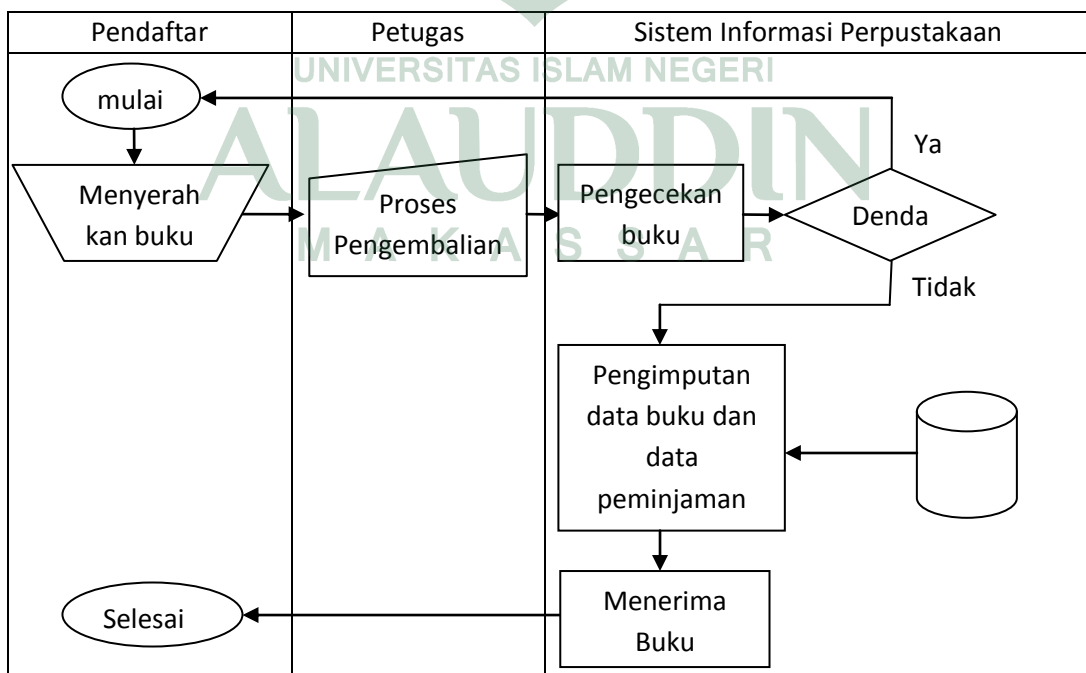 Pendaftar
Petugas
Sistem Informasi Perpustakaan
UNIVERSITAS ISLAM NEGERI
ALAUDDIN
MAKASSAR
mulai
Ya
Menyerah
kan buku
Proses
Pengembalian
Pengecekan
buku
Denda
Tidak
Pengimputan
data buku dan
data
peminjaman
Menerima
Buku
Selesai